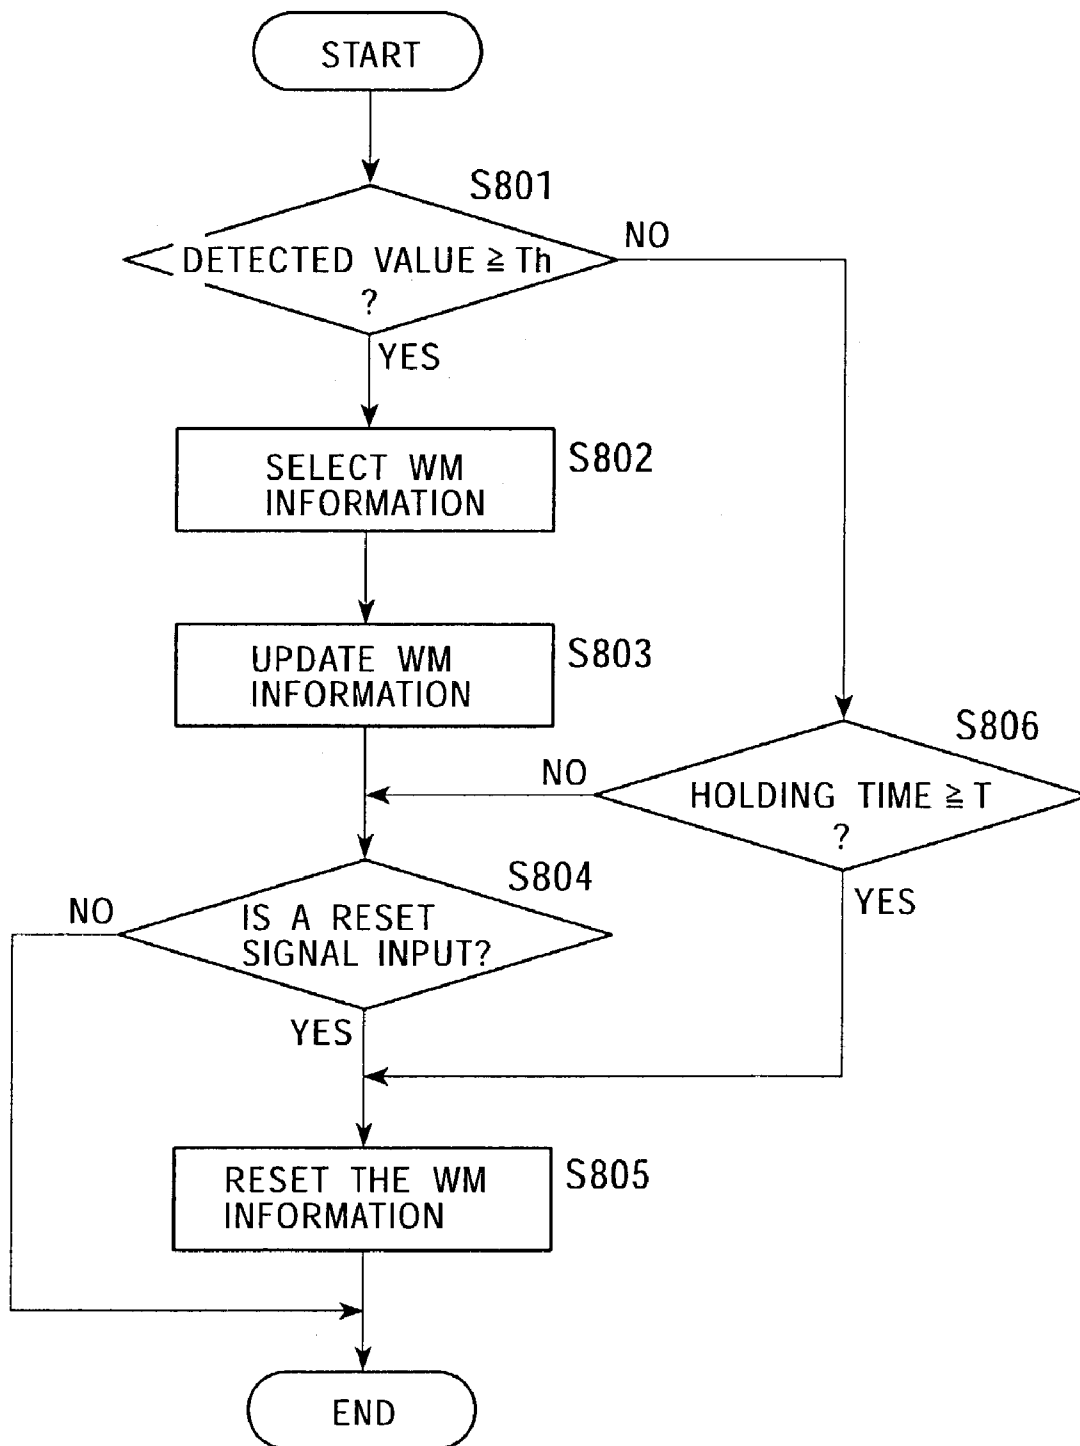 START
S801
DETECTED VALUE ≧ Th
?
NO
YES
SELECT WM
INFORMATION
S802
UPDATE WM
INFORMATION
S803
S806
HOLDING TIME ≧ T
?
NO
YES
S804
IS A RESET
SIGNAL INPUT?
NO
YES
RESET THE WM
INFORMATION
S805
END